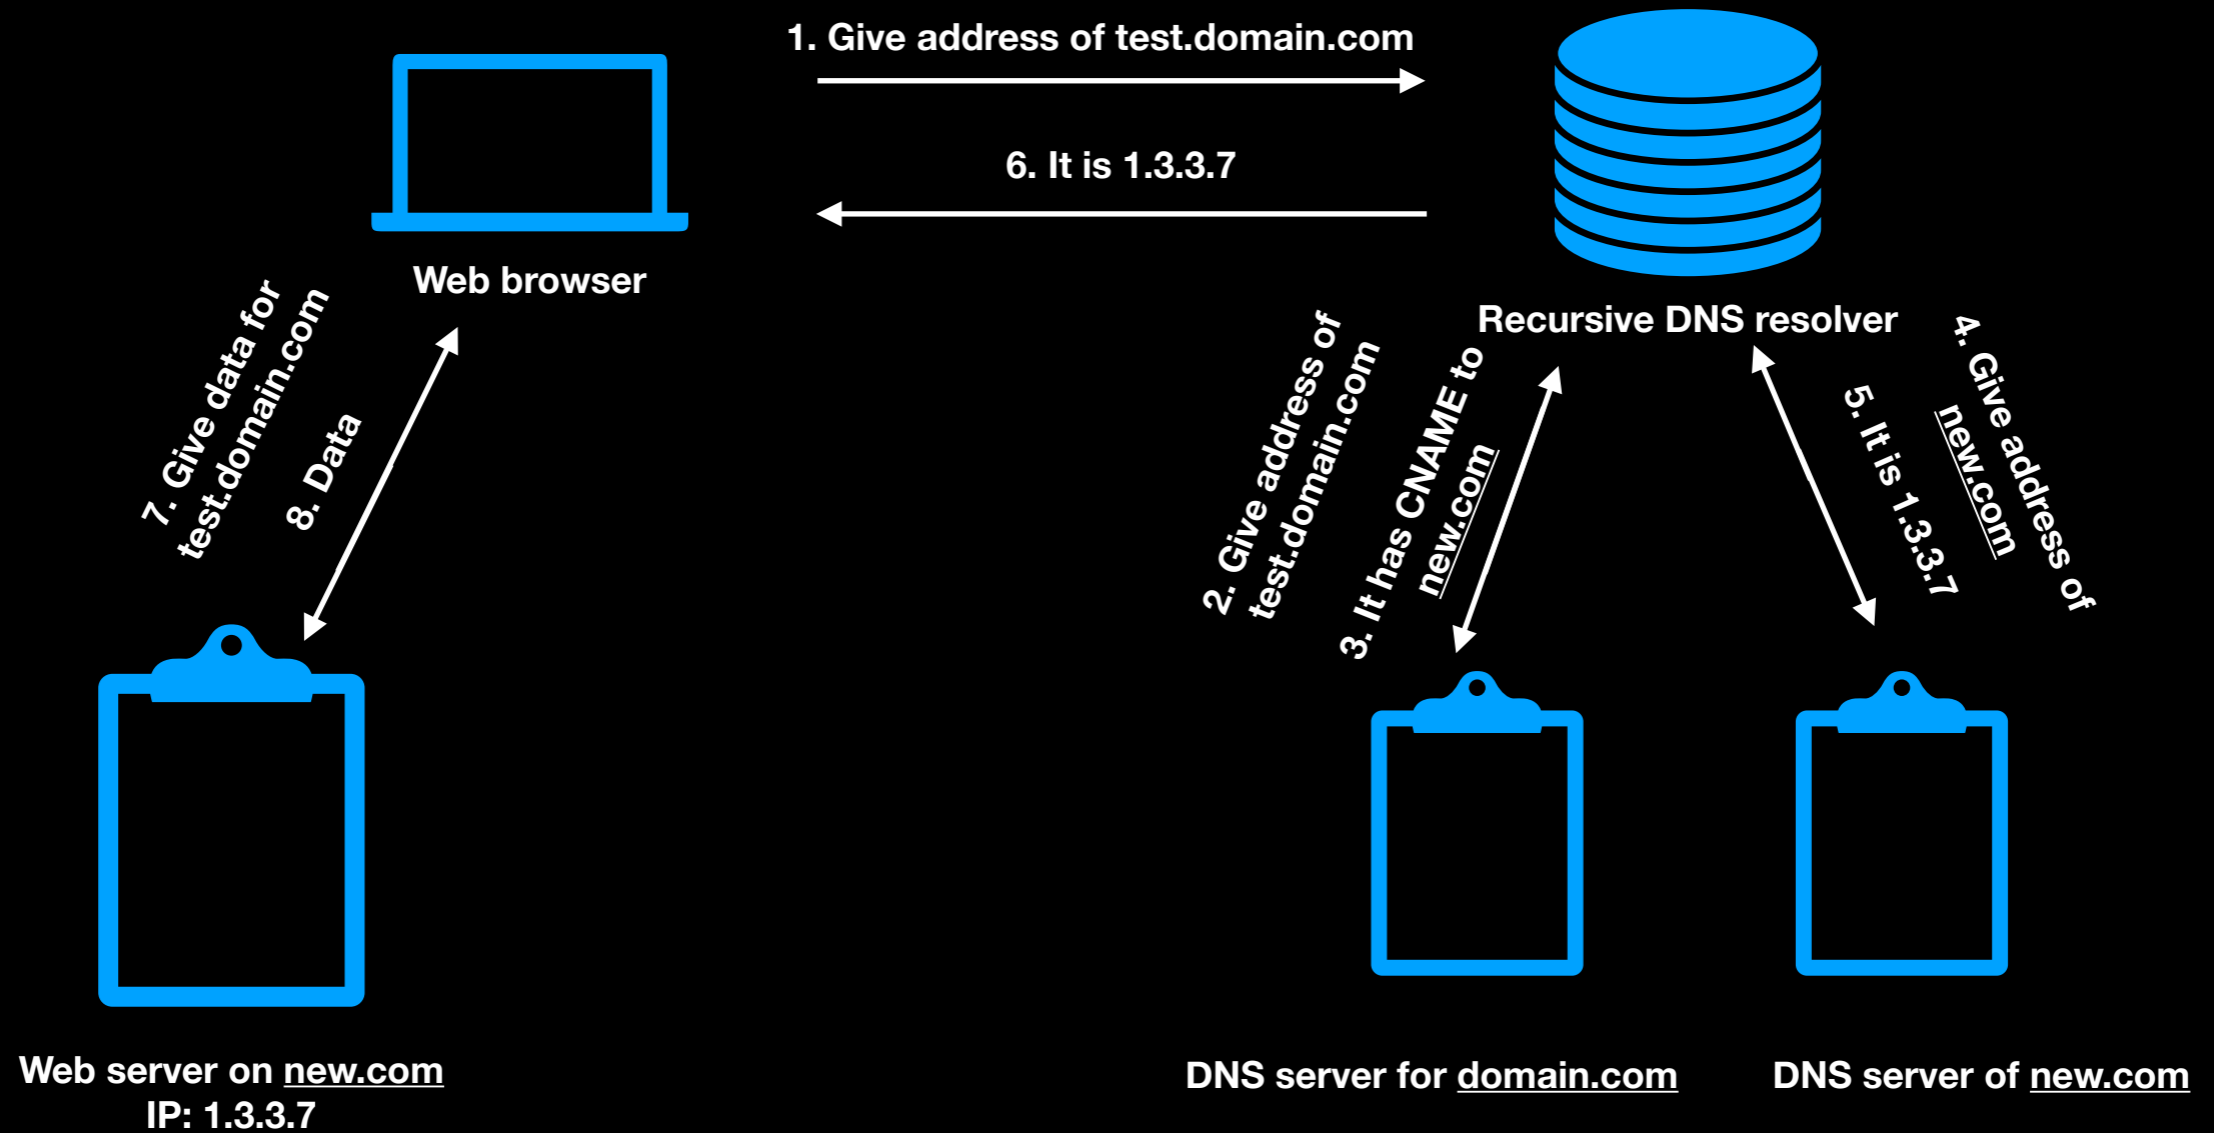 1. Give address of test.domain.com
6. It is 1.3.3.7
Web browser
Recursive DNS resolver
7. Give data for
test.domain.com
8. Data
2. Give address of
test.domain.com
3. It has CNAME to
new.com
4. Give address of
new.com
5. It is 1.3.3.7
Web server on new.com
IP: 1.3.3.7
DNS server for domain.com
DNS server of new.com